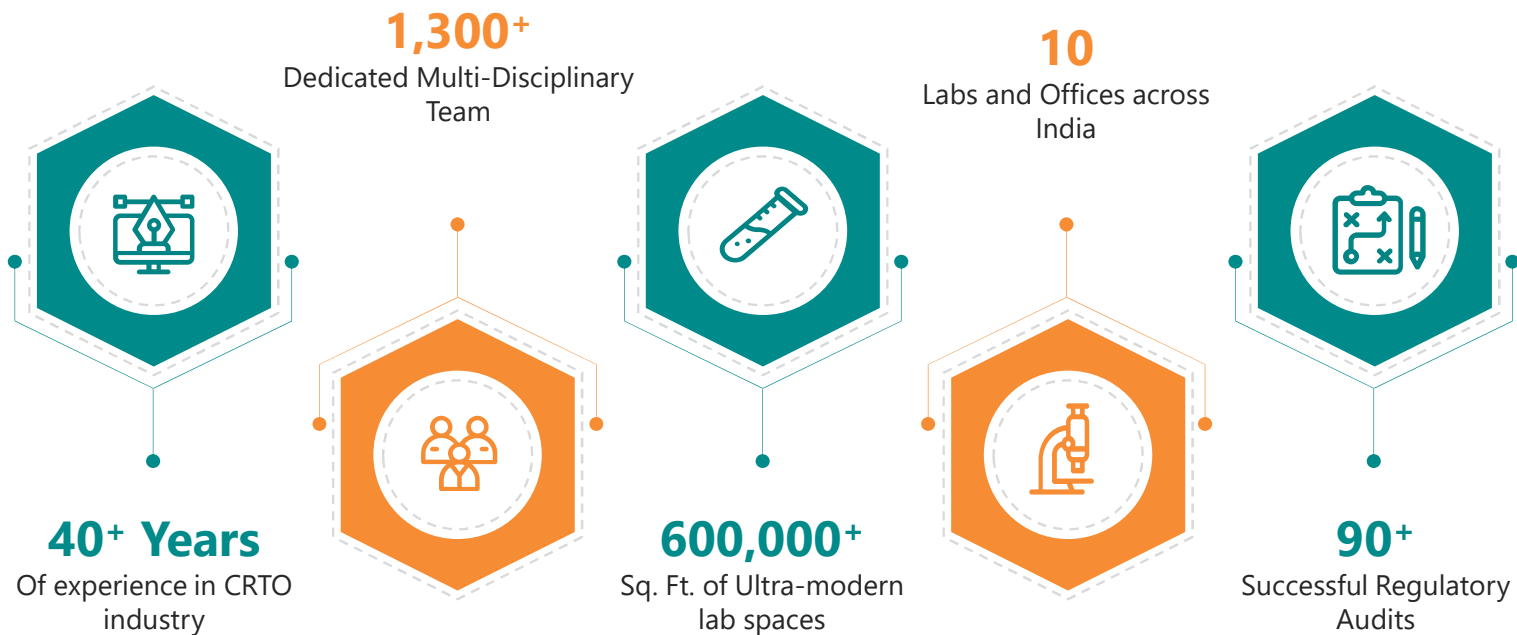 1,300+
Dedicated Multi-Disciplinary
Team
10
Labs and Offices across
India
40+ Years
Of experience in CRTO
industry
600,000+
Sq. Ft. of Ultra-modern
lab spaces
90+
Successful Regulatory
Audits